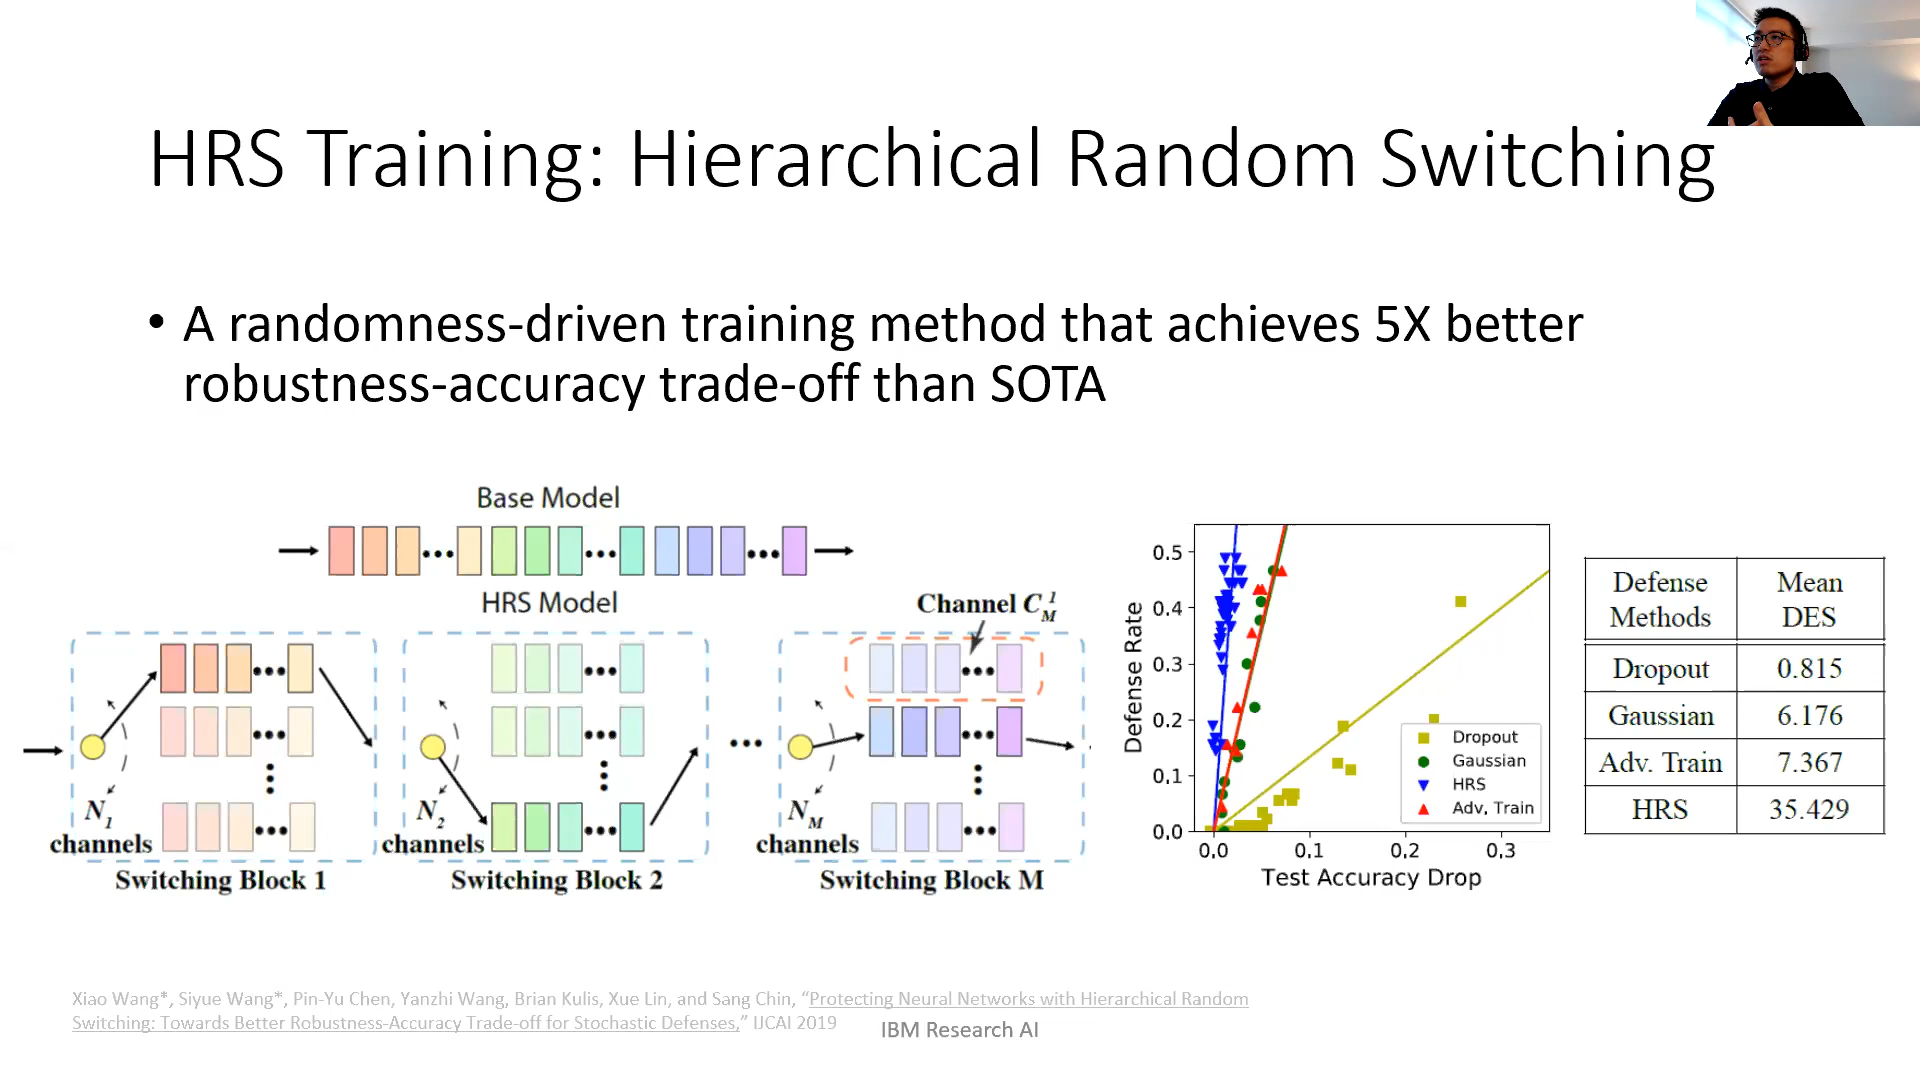 HRS Training: Hierarchical Random Switching
• A randomness-driven training method that achieves 5X better
robustness-accuracy trade-off than SOTA
Base Model
HRS Model
Channel C_M^1
N_1
channels
Switching Block 1
N_2
channels
Switching Block 2
N_M
channels
Switching Block M
Defense Rate
0.5
0.4
0.3
0.2
0.1
0.0
0.0 0.1 0.2 0.3
Test Accuracy Drop
Dropout
Gaussian
HRS
Adv. Train
Defense Methods Mean DES
Dropout 0.815
Gaussian 6.176
Adv. Train 7.367
HRS 35.429
Xiao Wang*, Siyue Wang*, Pin-Yu Chen, Yanzhi Wang, Brian Kulis, Xue Lin, and Sang Chin, “Protecting Neural Networks with Hierarchical Random
Switching: Towards Better Robustness-Accuracy Trade-off for Stochastic Defenses,” IJCAI 2019
IBM Research AI